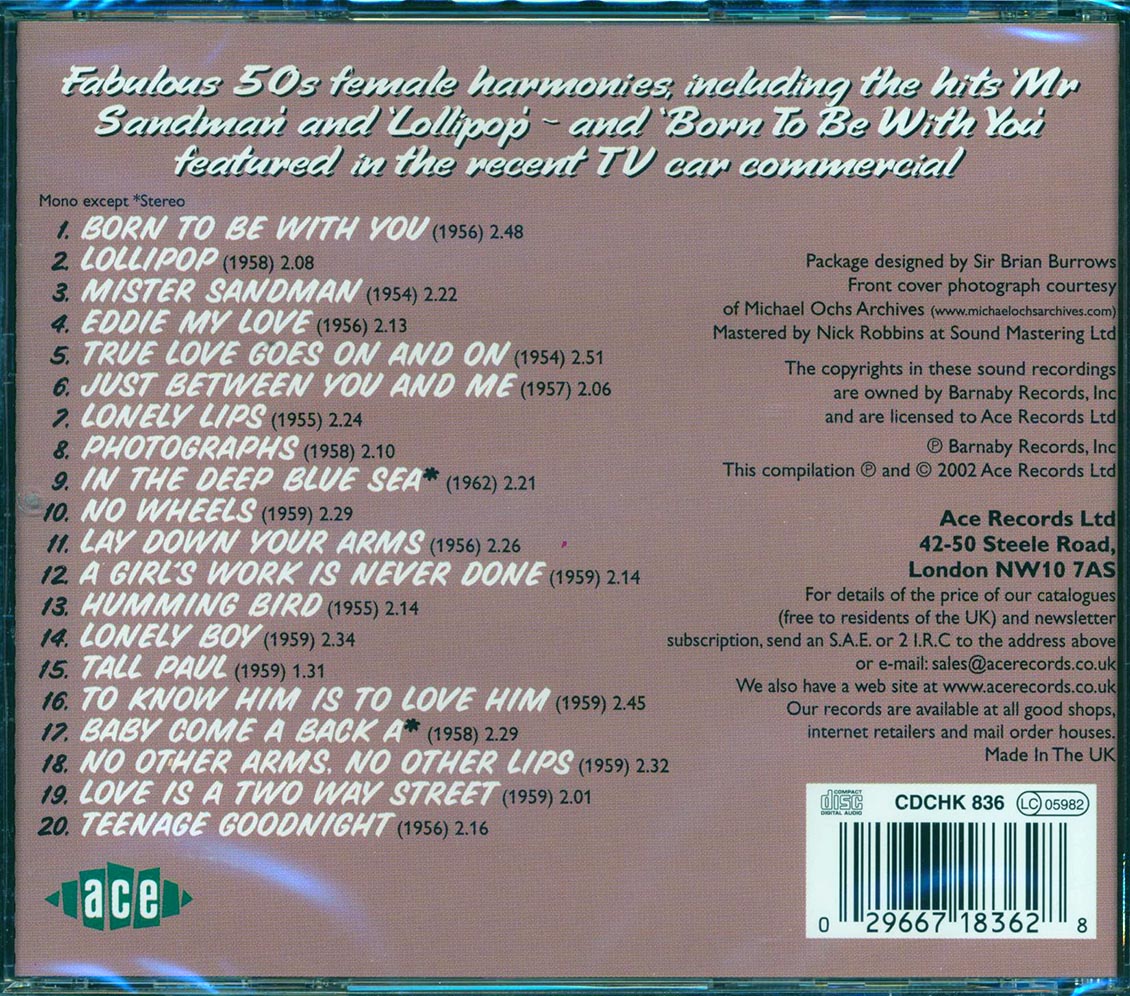 Fabulous 50s female harmonies, including the hits 'Mr
Sandman' and 'Lollipop' - and 'Born To Be With You'
featured in the recent TV car commercial
Mono except *Stereo
1. BORN TO BE WITH YOU (1956) 2.48
2. LOLLIPOP (1958) 2.08
3. MISTER SANDMAN (1954) 2.22
4. EDDIE MY LOVE (1956) 2.13
5. TRUE LOVE GOES ON AND ON (1954) 2.51
6. JUST BETWEEN YOU AND ME (1957) 2.06
7. LONELY LIPS (1955) 2.24
8. PHOTOGRAPHS (1958) 2.10
9. IN THE DEEP BLUE SEA* (1962) 2.21
10. NO WHEELS (1959) 2.29
11. LAY DOWN YOUR ARMS (1956) 2.26
12. A GIRL'S WORK IS NEVER DONE (1959) 2.14
13. HUMMING BIRD (1955) 2.14
14. LONELY BOY (1959) 2.34
15. TALL PAUL (1959) 1.31
16. TO KNOW HIM IS TO LOVE HIM (1959) 2.45
17. BABY COME A BACK A* (1958) 2.29
18. NO OTHER ARMS, NO OTHER LIPS (1959) 2.32
19. LOVE IS A TWO WAY STREET (1959) 2.01
20. TEENAGE GOODNIGHT (1956) 2.16
Package designed by Sir Brian Burrows
Front cover photograph courtesy
of Michael Ochs Archives (www.michaelochsarchives.com)
Mastered by Nick Robbins at Sound Mastering Ltd
The copyrights in these sound recordings
are owned by Barnaby Records, Inc
and are licensed to Ace Records Ltd
℗ Barnaby Records, Inc
This compilation ℗ and © 2002 Ace Records Ltd
Ace Records Ltd
42-50 Steele Road,
London NW10 7AS
For details of the price of our catalogues
(free to residents of the UK) and newsletter
subscription, send an S.A.E. or 2 I.R.C to the address above
or e-mail: sales@acerecords.co.uk
We also have a web site at www.acerecords.co.uk
Our records are available at all good shops,
internet retailers and mail order houses.
Made In The UK
ace
COMPACT
disc
DIGITAL AUDIO
CDCHK 836
LC 05982
0 29667 18362 8